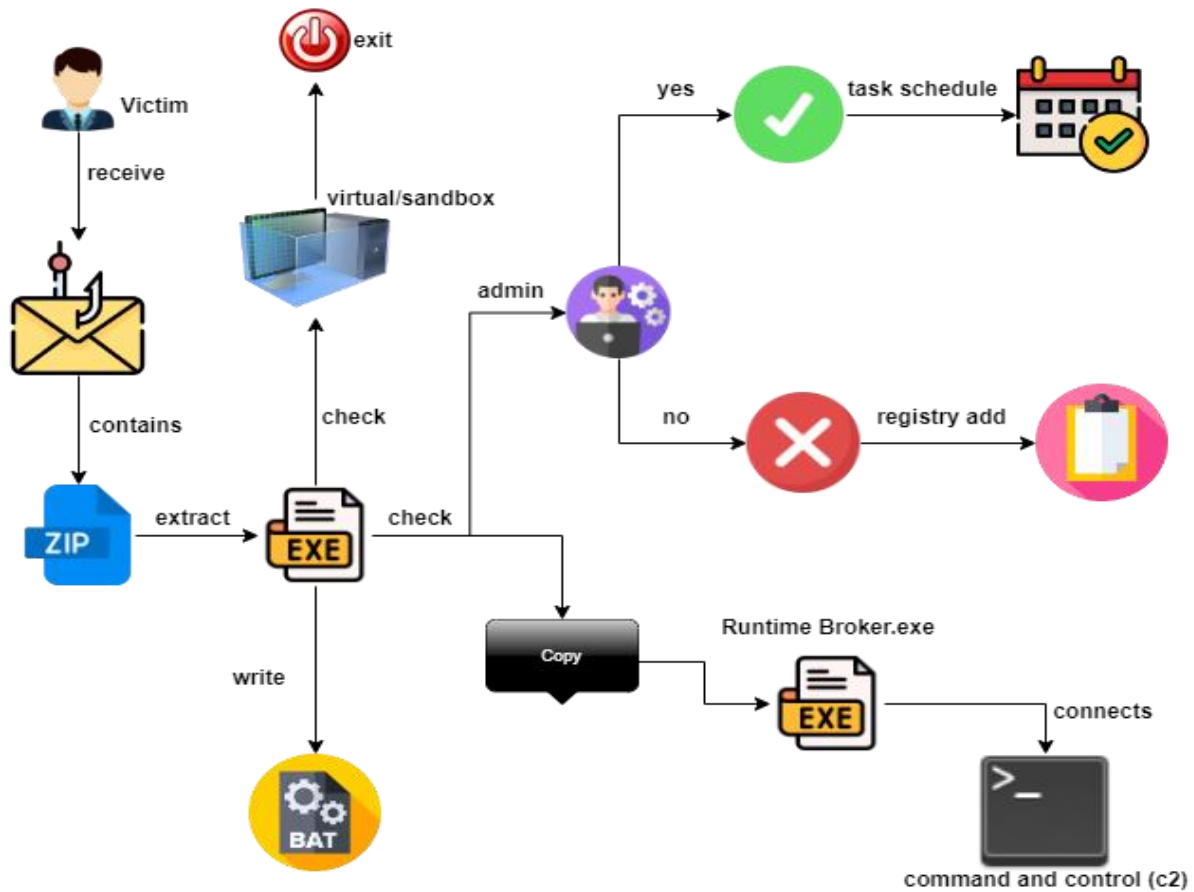 exit
Victim
yes
task schedule
receive
virtual/sandbox
admin
check
no
registry add
contains
ZIP
extract
EXE
check
Copy
Runtime Broker.exe
write
EXE
connects
BAT
>_
command and control (c2)